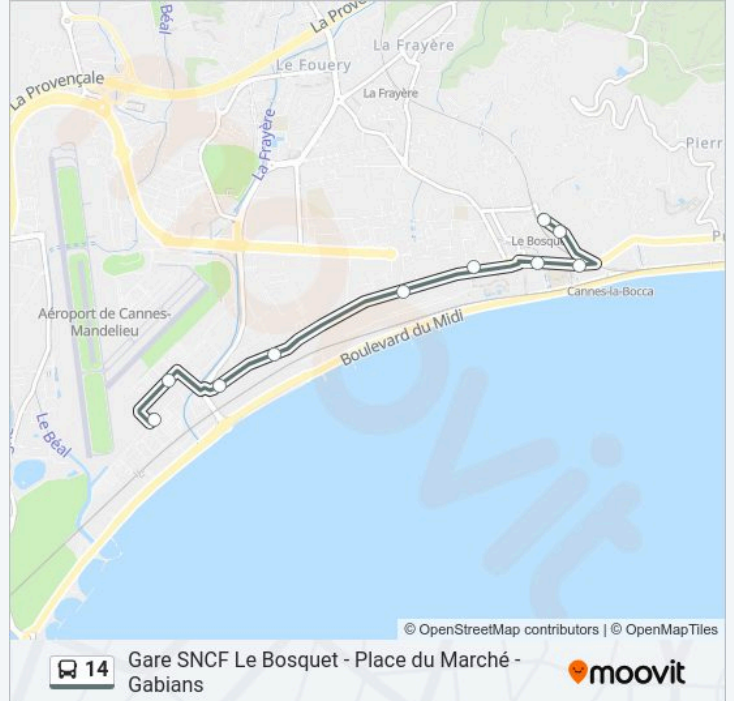 La Prove
Béal
La Frayère
La Provençale
Le Fouery
La Frayère
La Frayère
Pierr
Le Bosqu
P
Cannes-la-Bocca
Aéroport de Cannes-
Mandelieu
Boulevard du Midi
Le Béal
moovit
© OpenStreetMap contributors | © OpenMapTiles
14
Gare SNCF Le Bosquet - Place du Marché -
Gabians
moovit